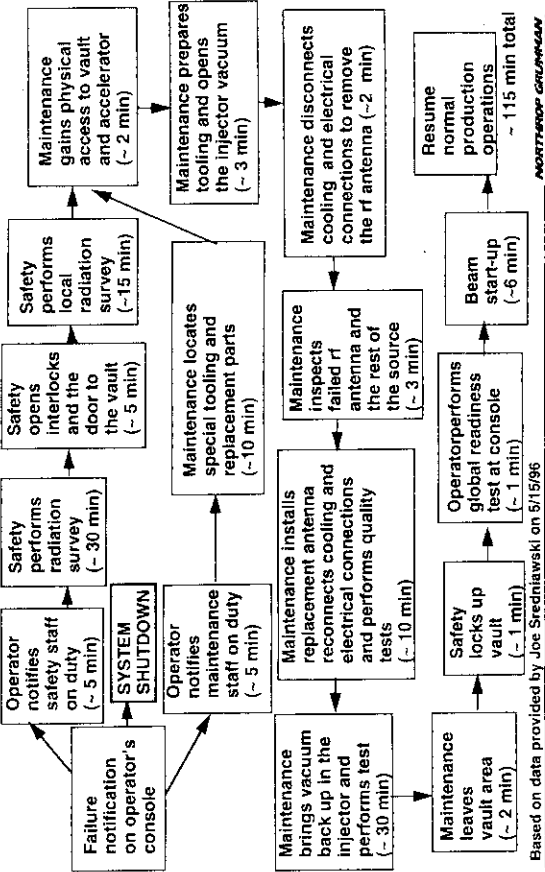 Failure
notification
on operator's
console
Operator
notifies
safety staff
on duty
(~ 5 min)
Safety
performs
radiation
survey
(~ 30 min)
Safety
opens
interlocks
and the
door to
the vault
(~ 5 min)
Safety
performs
local
radiation
survey
(~15 min)
Maintenance
gains physical
access to vault
and accelerator
(~ 2 min)
SYSTEM
SHUTDOWN
Operator
notifies
maintenance
staff on duty
(~ 5 min)
Maintenance locates
special tooling and
replacement parts
(~10 min)
Maintenance prepares
tooling and opens
the injector vacuum
(~ 3 min)
Maintenance disconnects
cooling and electrical
connections to remove
the rf antenna (~2 min)
Maintenance
inspects
failed rf
antenna and
the rest of
the source
(~ 3 min)
Maintenance installs
replacement antenna
reconnects cooling and
electrical connections
and performs quality
tests
(~ 10 min)
Maintenance
brings vacuum
back up in the
injector and
performs test
(~ 30 min)
Maintenance
leaves
vault area
(~ 2 min)
Safety
locks up
vault
(~ 1 min)
Operatorperforms
global readiness
test at console
(~ 1 min)
Beam
start-up
(~6 min)
Resume
normal
production
operations
~ 115 min total
Based on data provided by Joe Sredniawski on 5/15/96
NORTHROP GRUMMAN